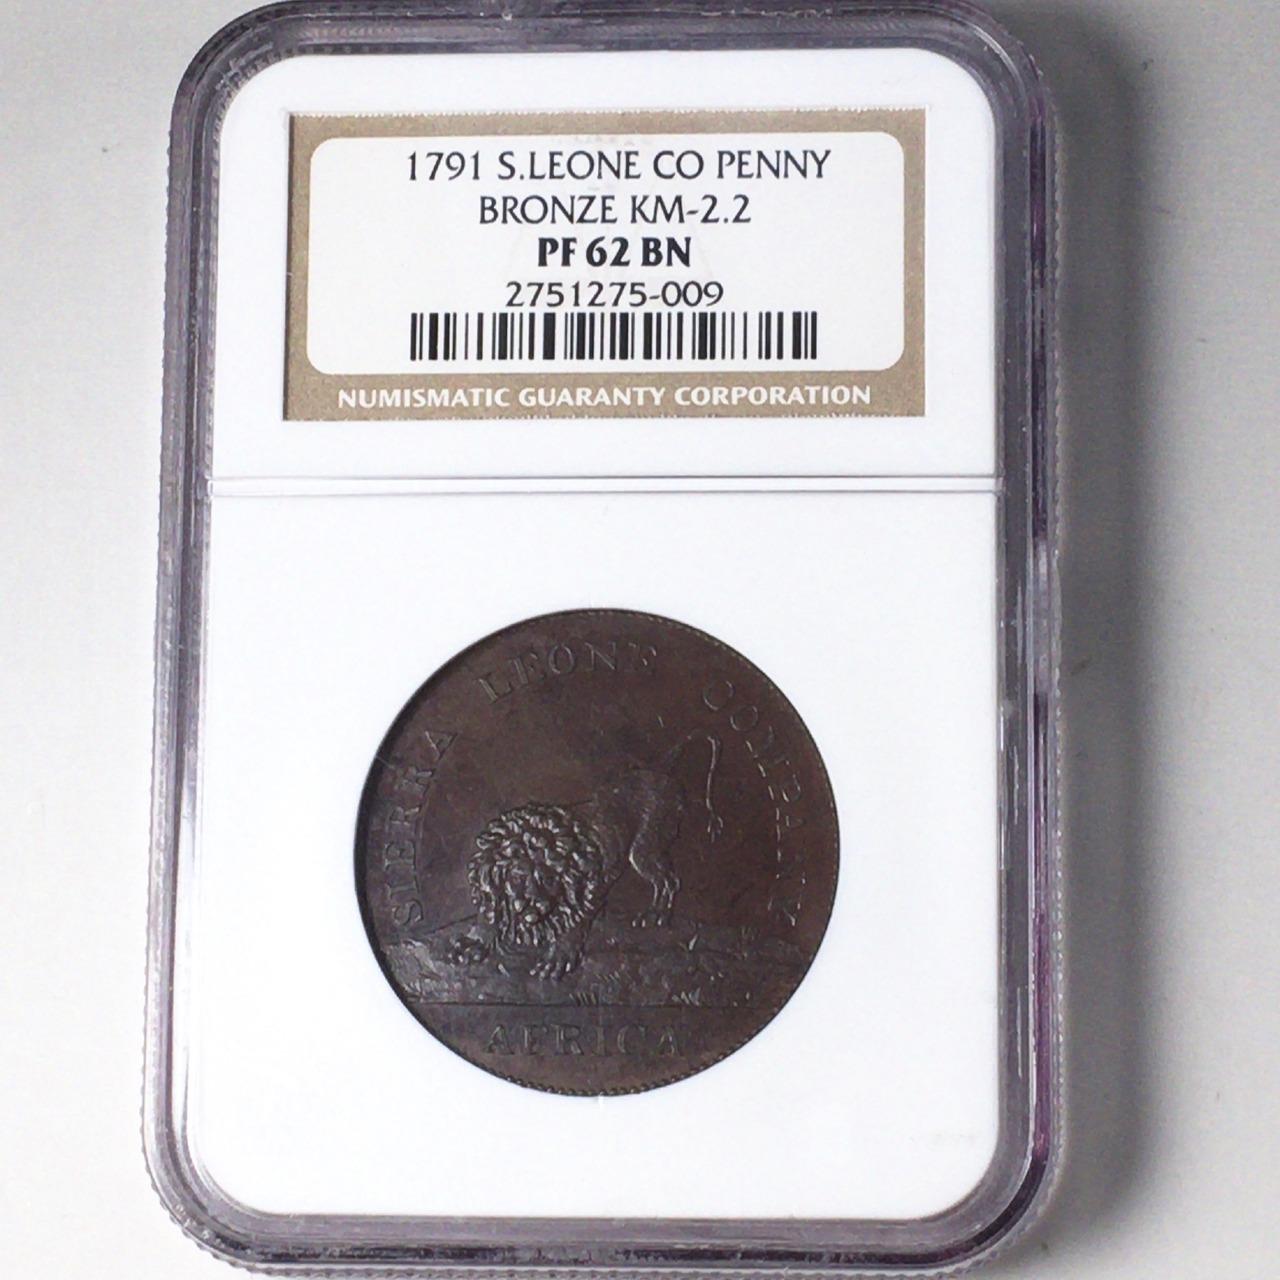 1791 S.LEONE CO PENNY
BRONZE KM-2.2
PF 62 BN
2751275-009
NUMISMATIC GUARANTY CORPORATION
SIERRA LEONE COMPANY
AFRICA